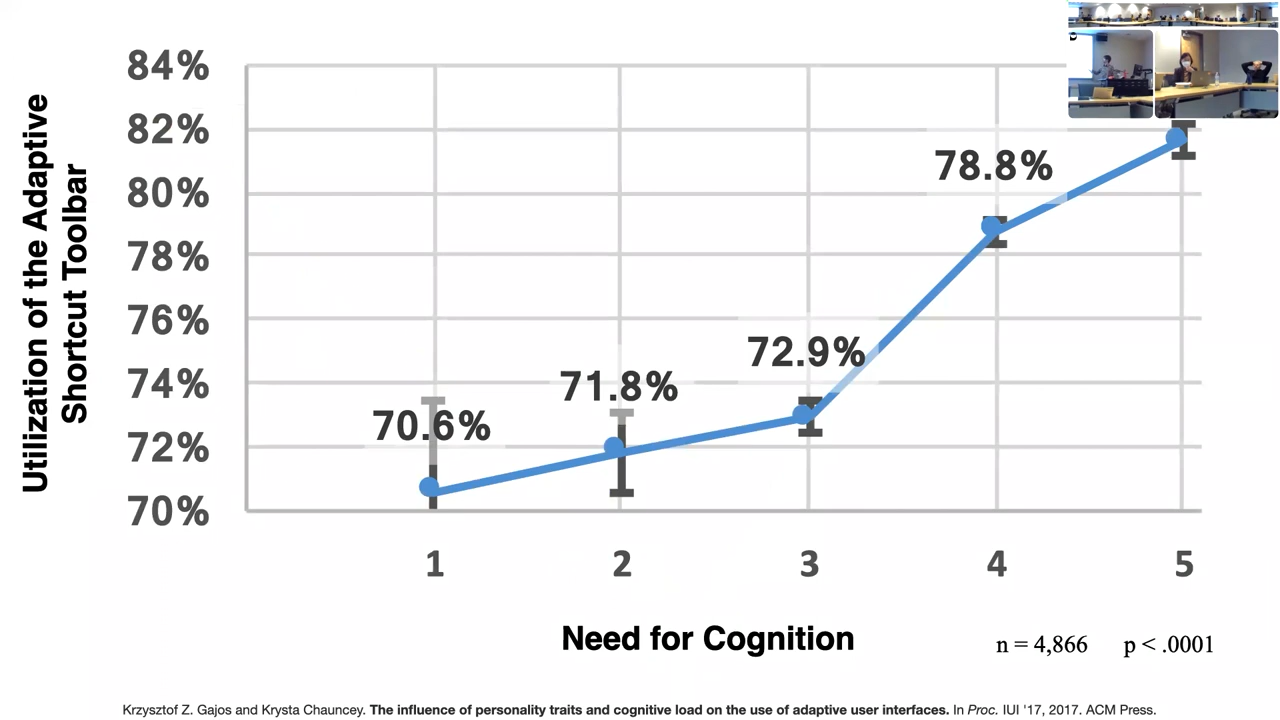 84%
82%
80%
78%
76%
74%
72%
70%
Utilization of the Adaptive
Shortcut Toolbar
70.6%
71.8%
72.9%
78.8%
1 2 3 4 5
Need for Cognition
n = 4,866 p < .0001
Krzysztof Z. Gajos and Krysta Chauncey. The influence of personality traits and cognitive load on the use of adaptive user interfaces. In Proc. IUI '17, 2017. ACM Press.